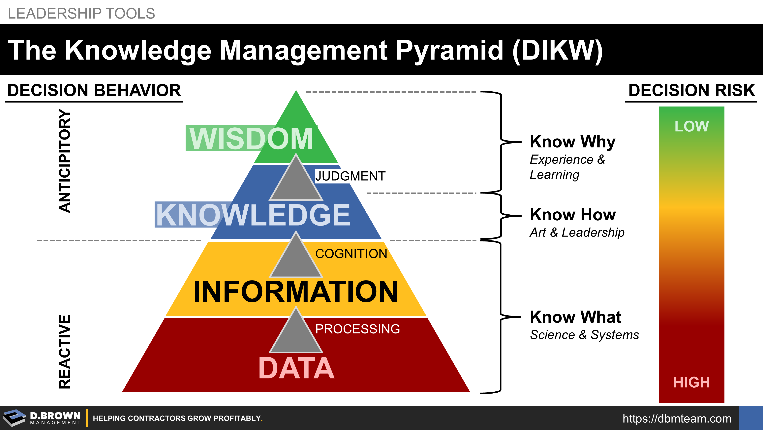 LEADERSHIP TOOLS
The Knowledge Management Pyramid (DIKW)
DECISION BEHAVIOR
DECISION RISK
ANTICIPITORY
WISDOM
JUDGMENT
Know Why
Experience &
Learning
LOW
KNOWLEDGE
Know How
Art & Leadership
COGNITION
INFORMATION
REACTIVE
PROCESSING
DATA
Know What
Science & Systems
HIGH
D.BROWN
MANAGEMENT
HELPING CONTRACTORS GROW PROFITABLY.
https://dbmteam.com